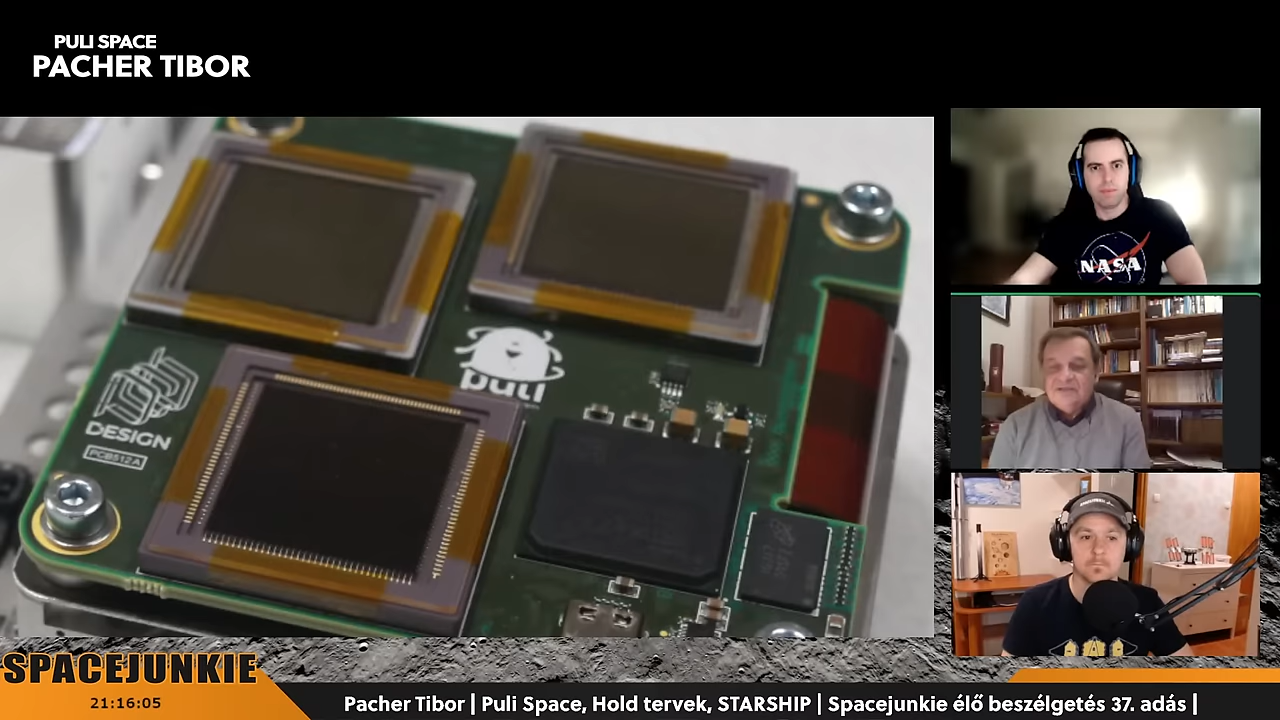 PULI SPACE
PACHER TIBOR
puli
DESIGN
PCB512A
NASA
SPACEJUNKIE
21:16:05
Pacher Tibor | Puli Space, Hold tervek, STARSHIP | Spacejunkie élő beszélgetés 37. adás |